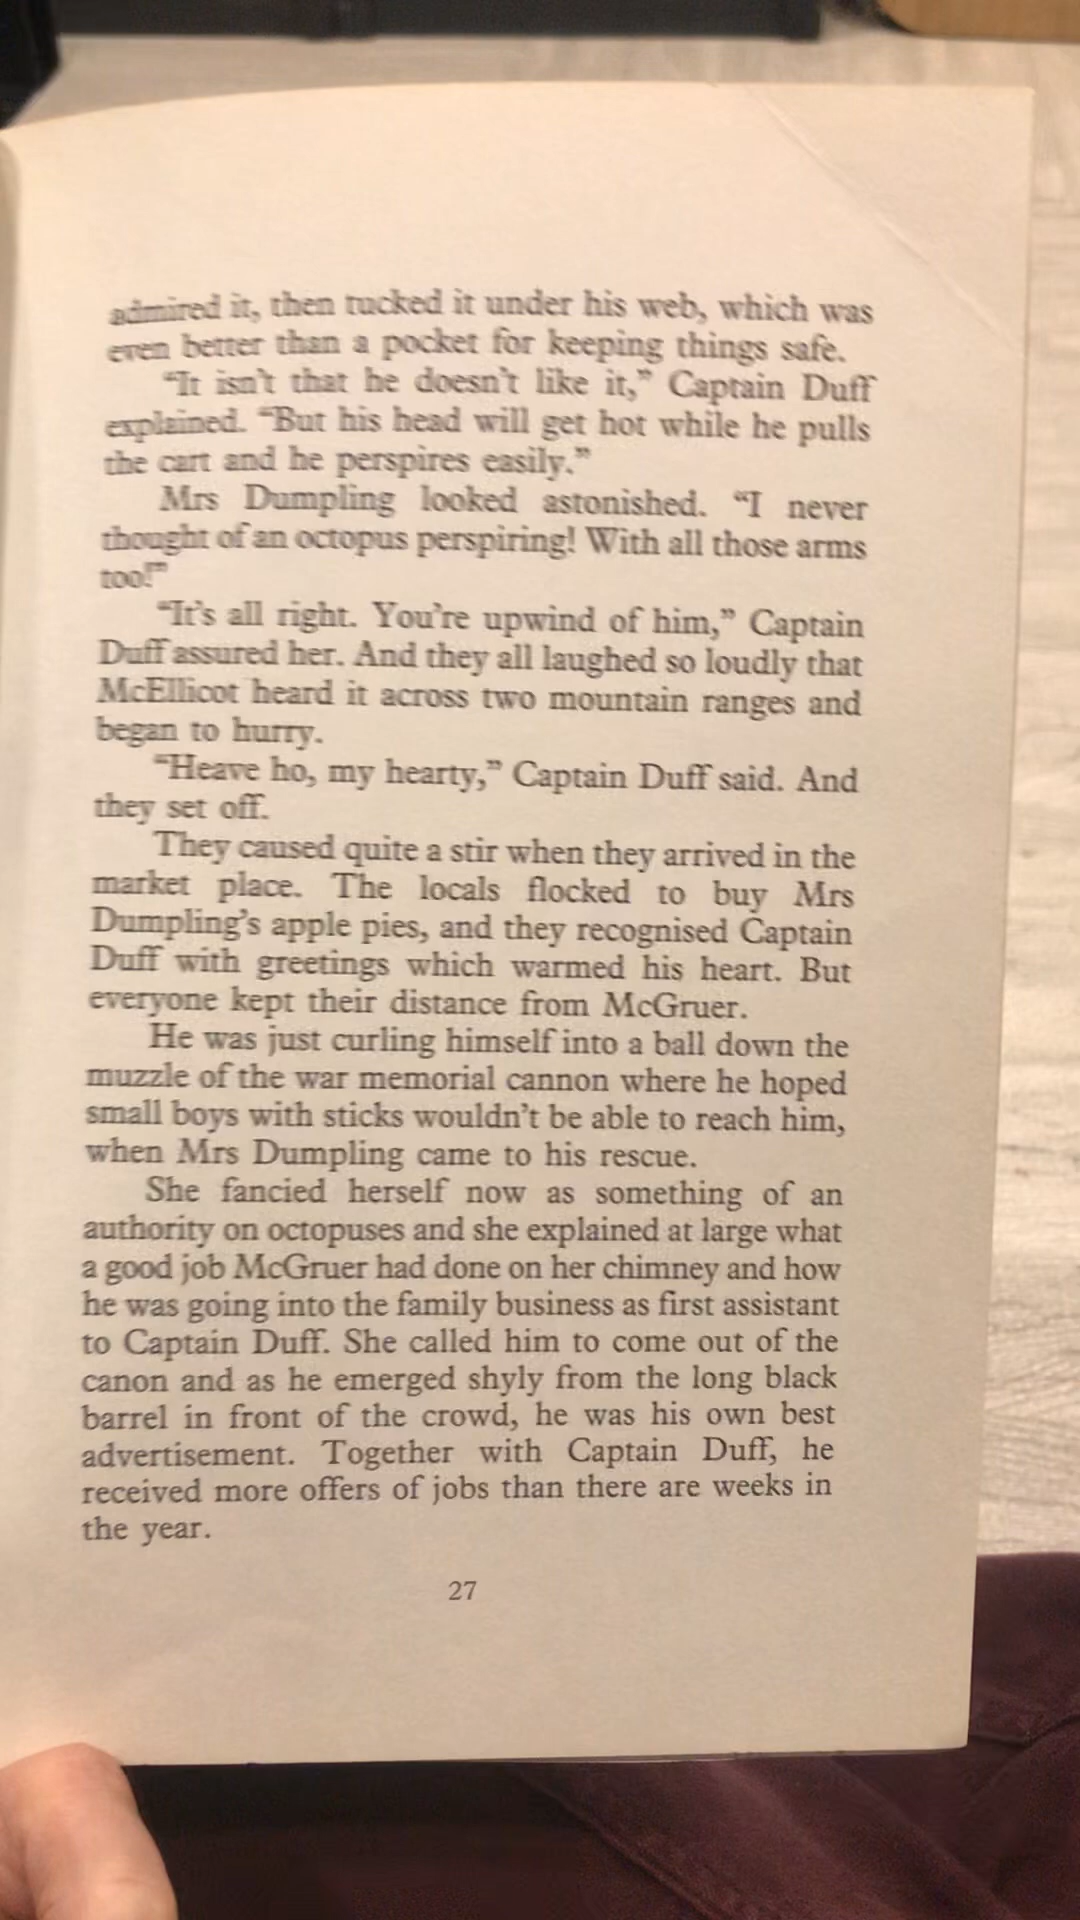 admired it, then tucked it under his web, which was
even better than a pocket for keeping things safe.
“It isn’t that he doesn’t like it,” Captain Duff
explained. “But his head will get hot while he pulls
the cart and he perspires easily.”
Mrs Dumpling looked astonished. “I never
thought of an octopus perspiring! With all those arms
too!”
“It’s all right. You’re upwind of him,” Captain
Duff assured her. And they all laughed so loudly that
McEllicot heard it across two mountain ranges and
began to hurry.
“Heave ho, my hearty,” Captain Duff said. And
they set off.
They caused quite a stir when they arrived in the
market place. The locals flocked to buy Mrs
Dumpling’s apple pies, and they recognised Captain
Duff with greetings which warmed his heart. But
everyone kept their distance from McGruer.
He was just curling himself into a ball down the
muzzle of the war memorial cannon where he hoped
small boys with sticks wouldn’t be able to reach him,
when Mrs Dumpling came to his rescue.
She fancied herself now as something of an
authority on octopuses and she explained at large what
a good job McGruer had done on her chimney and how
he was going into the family business as first assistant
to Captain Duff. She called him to come out of the
canon and as he emerged shyly from the long black
barrel in front of the crowd, he was his own best
advertisement. Together with Captain Duff, he
received more offers of jobs than there are weeks in
the year.
27